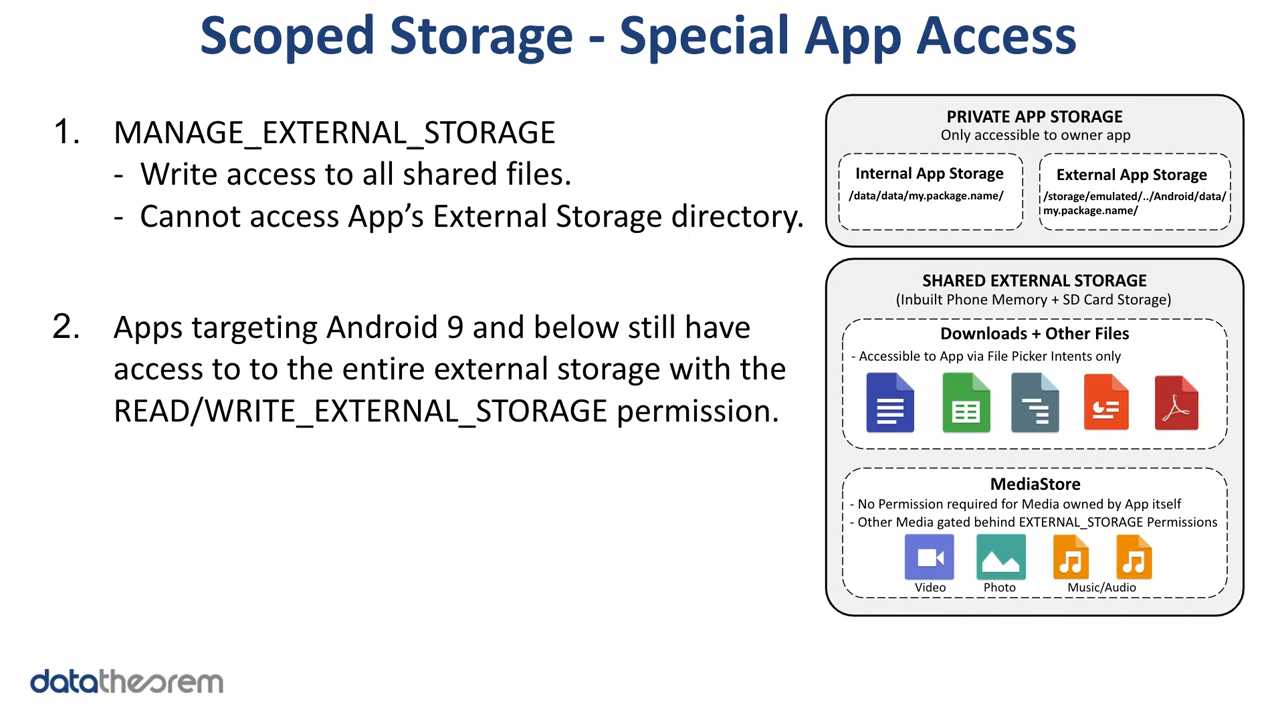 Scoped Storage - Special App Access
1. MANAGE_EXTERNAL_STORAGE
- Write access to all shared files.
- Cannot access App’s External Storage directory.
2. Apps targeting Android 9 and below still have
access to to the entire external storage with the
READ/WRITE_EXTERNAL_STORAGE permission.
PRIVATE APP STORAGE
Only accessible to owner app
Internal App Storage
/data/data/my.package.name/
External App Storage
/storage/emulated/../Android/data/
my.package.name/
SHARED EXTERNAL STORAGE
(Inbuilt Phone Memory + SD Card Storage)
Downloads + Other Files
- Accessible to App via File Picker Intents only
MediaStore
- No Permission required for Media owned by App itself
- Other Media gated behind EXTERNAL_STORAGE Permissions
Video Photo Music/Audio
datatheorem